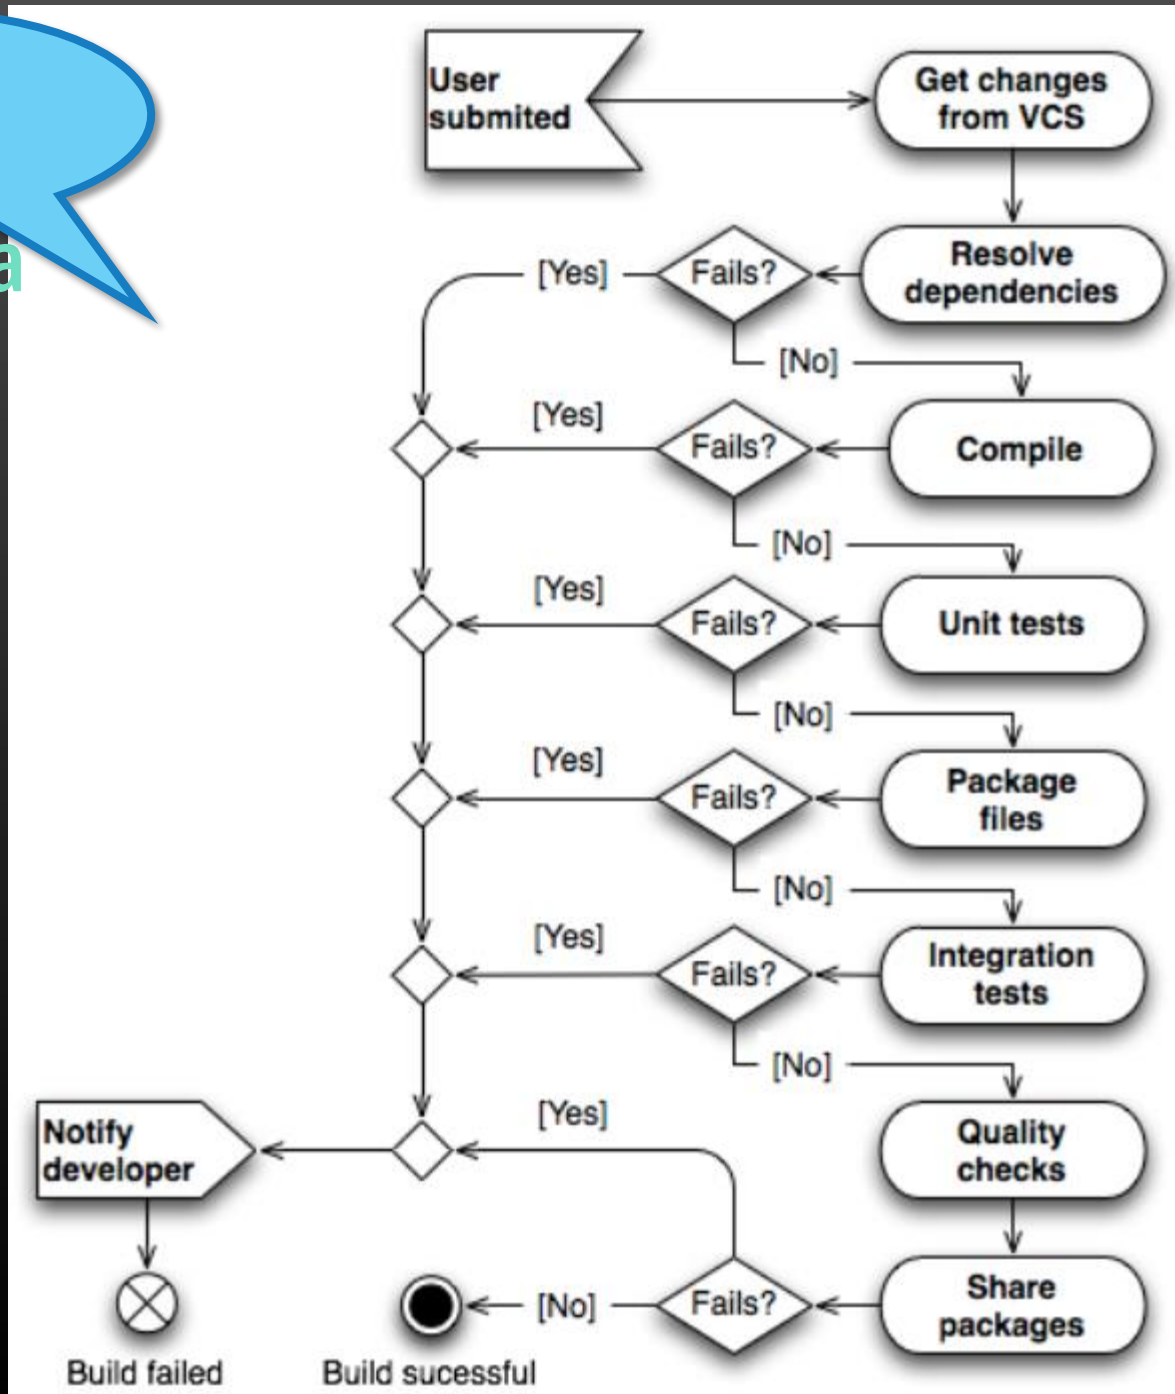 User
submited
Get changes
from VCS
a
[Yes]
Fails?
Resolve
dependencies
[No]
[Yes]
Fails?
Compile
[No]
[Yes]
Fails?
Unit tests
[No]
[Yes]
Fails?
Package
files
[No]
[Yes]
Fails?
Integration
tests
[No]
Notify
developer
[Yes]
Quality
checks
[No]
Fails?
Share
packages
Build failed
Build sucessful